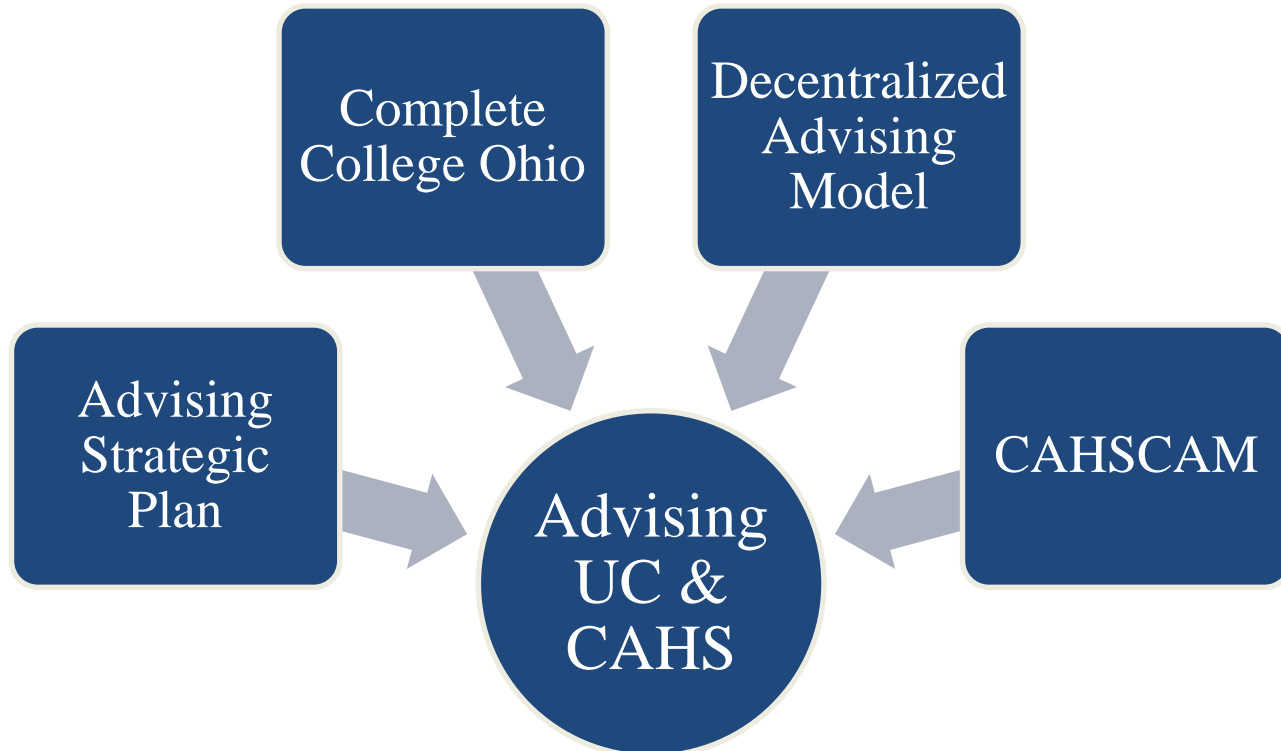 Complete
College Ohio
Decentralized
Advising
Model
Advising
Strategic
Plan
CAHSCAM
Advising
UC &
CAHS